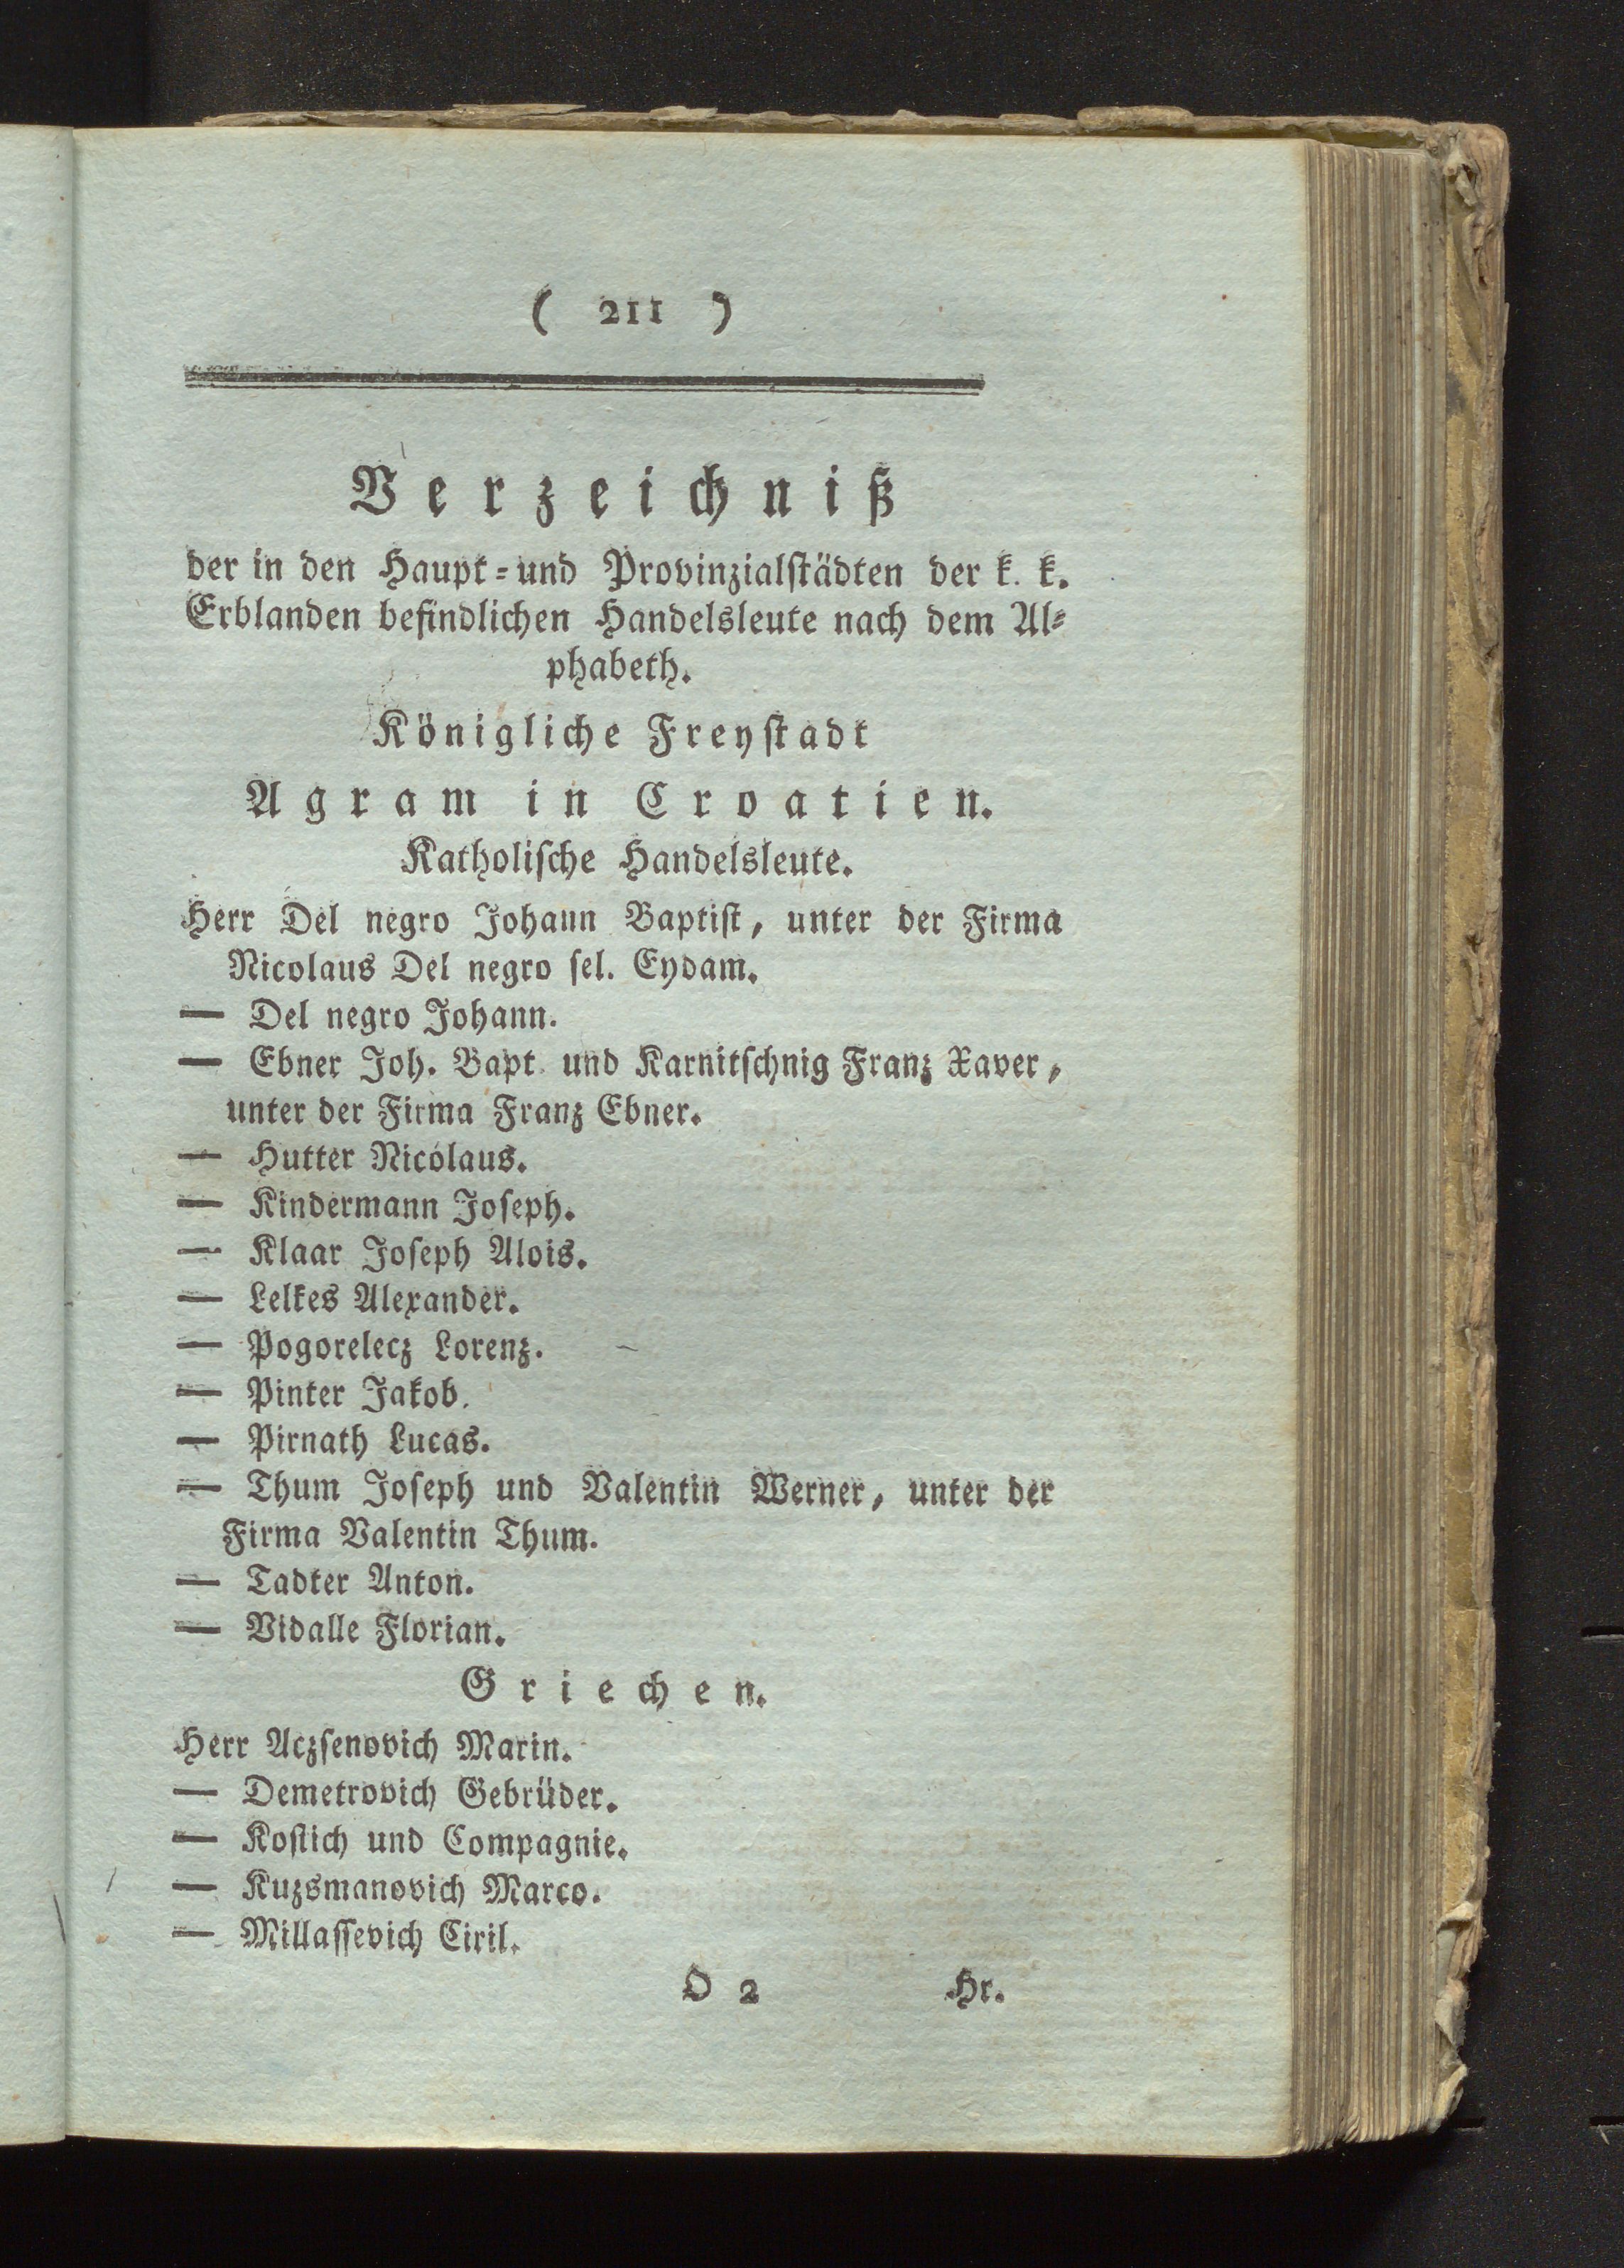 ( 211 )
Verzeichniß
der in den Haupt- und Provinzialstädten der k. k.
Erblanden befindlichen Handelsleute nach dem Al-
phabeth.
Königliche Freystadt
Agram in Croatien.
Katholische Handelsleute.
Herr Del negro Johann Baptist, unter der Firma
Nicolaus Del negro sel. Eydam.
— Del negro Johann.
— Ebner Joh. Bapt. und Karnitschnig Franz Xaver,
unter der Firma Franz Ebner.
— Hutter Nicolaus.
— Kindermann Joseph.
— Klaar Joseph Alois.
— Lelkes Alexander.
— Pogorelecz Lorenz.
— Pinter Jakob.
— Pirnath Lucas.
— Thum Joseph und Valentin Werner, unter der
Firma Valentin Thum.
— Tadter Anton.
— Vidalle Florian.
Griechen.
Herr Aczsenovich Marin.
— Demetrovich Gebrüder.
— Kostich und Compagnie.
— Kuzsmanovich Marco.
— Millassevich Ciril.
O 2 Hr.